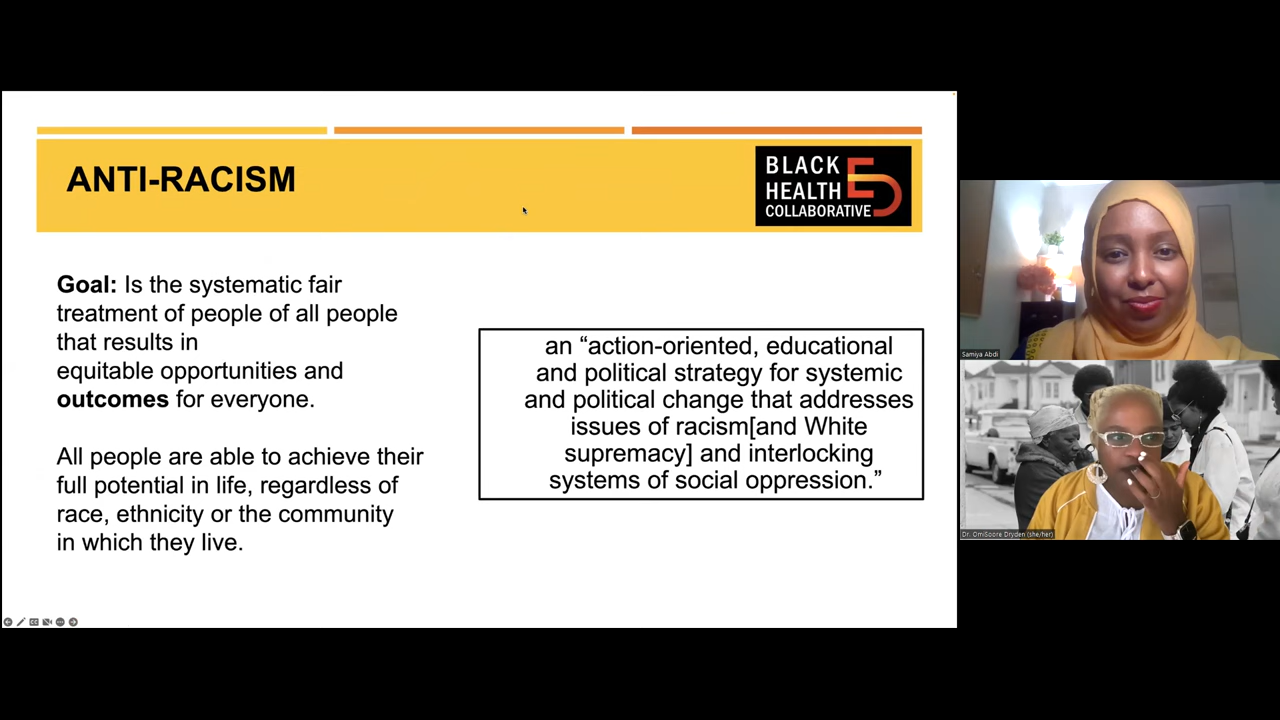 ANTI-RACISM
BLACK
HEALTH
COLLABORATIVE
ED
Goal: Is the systematic fair
treatment of people of all people
that results in
equitable opportunities and
outcomes for everyone.
All people are able to achieve their
full potential in life, regardless of
race, ethnicity or the community
in which they live.
an “action-oriented, educational
and political strategy for systemic
and political change that addresses
issues of racism[and White
supremacy] and interlocking
systems of social oppression.”
Samiya Abdi
Dr. OmiSoore Dryden (she/her)